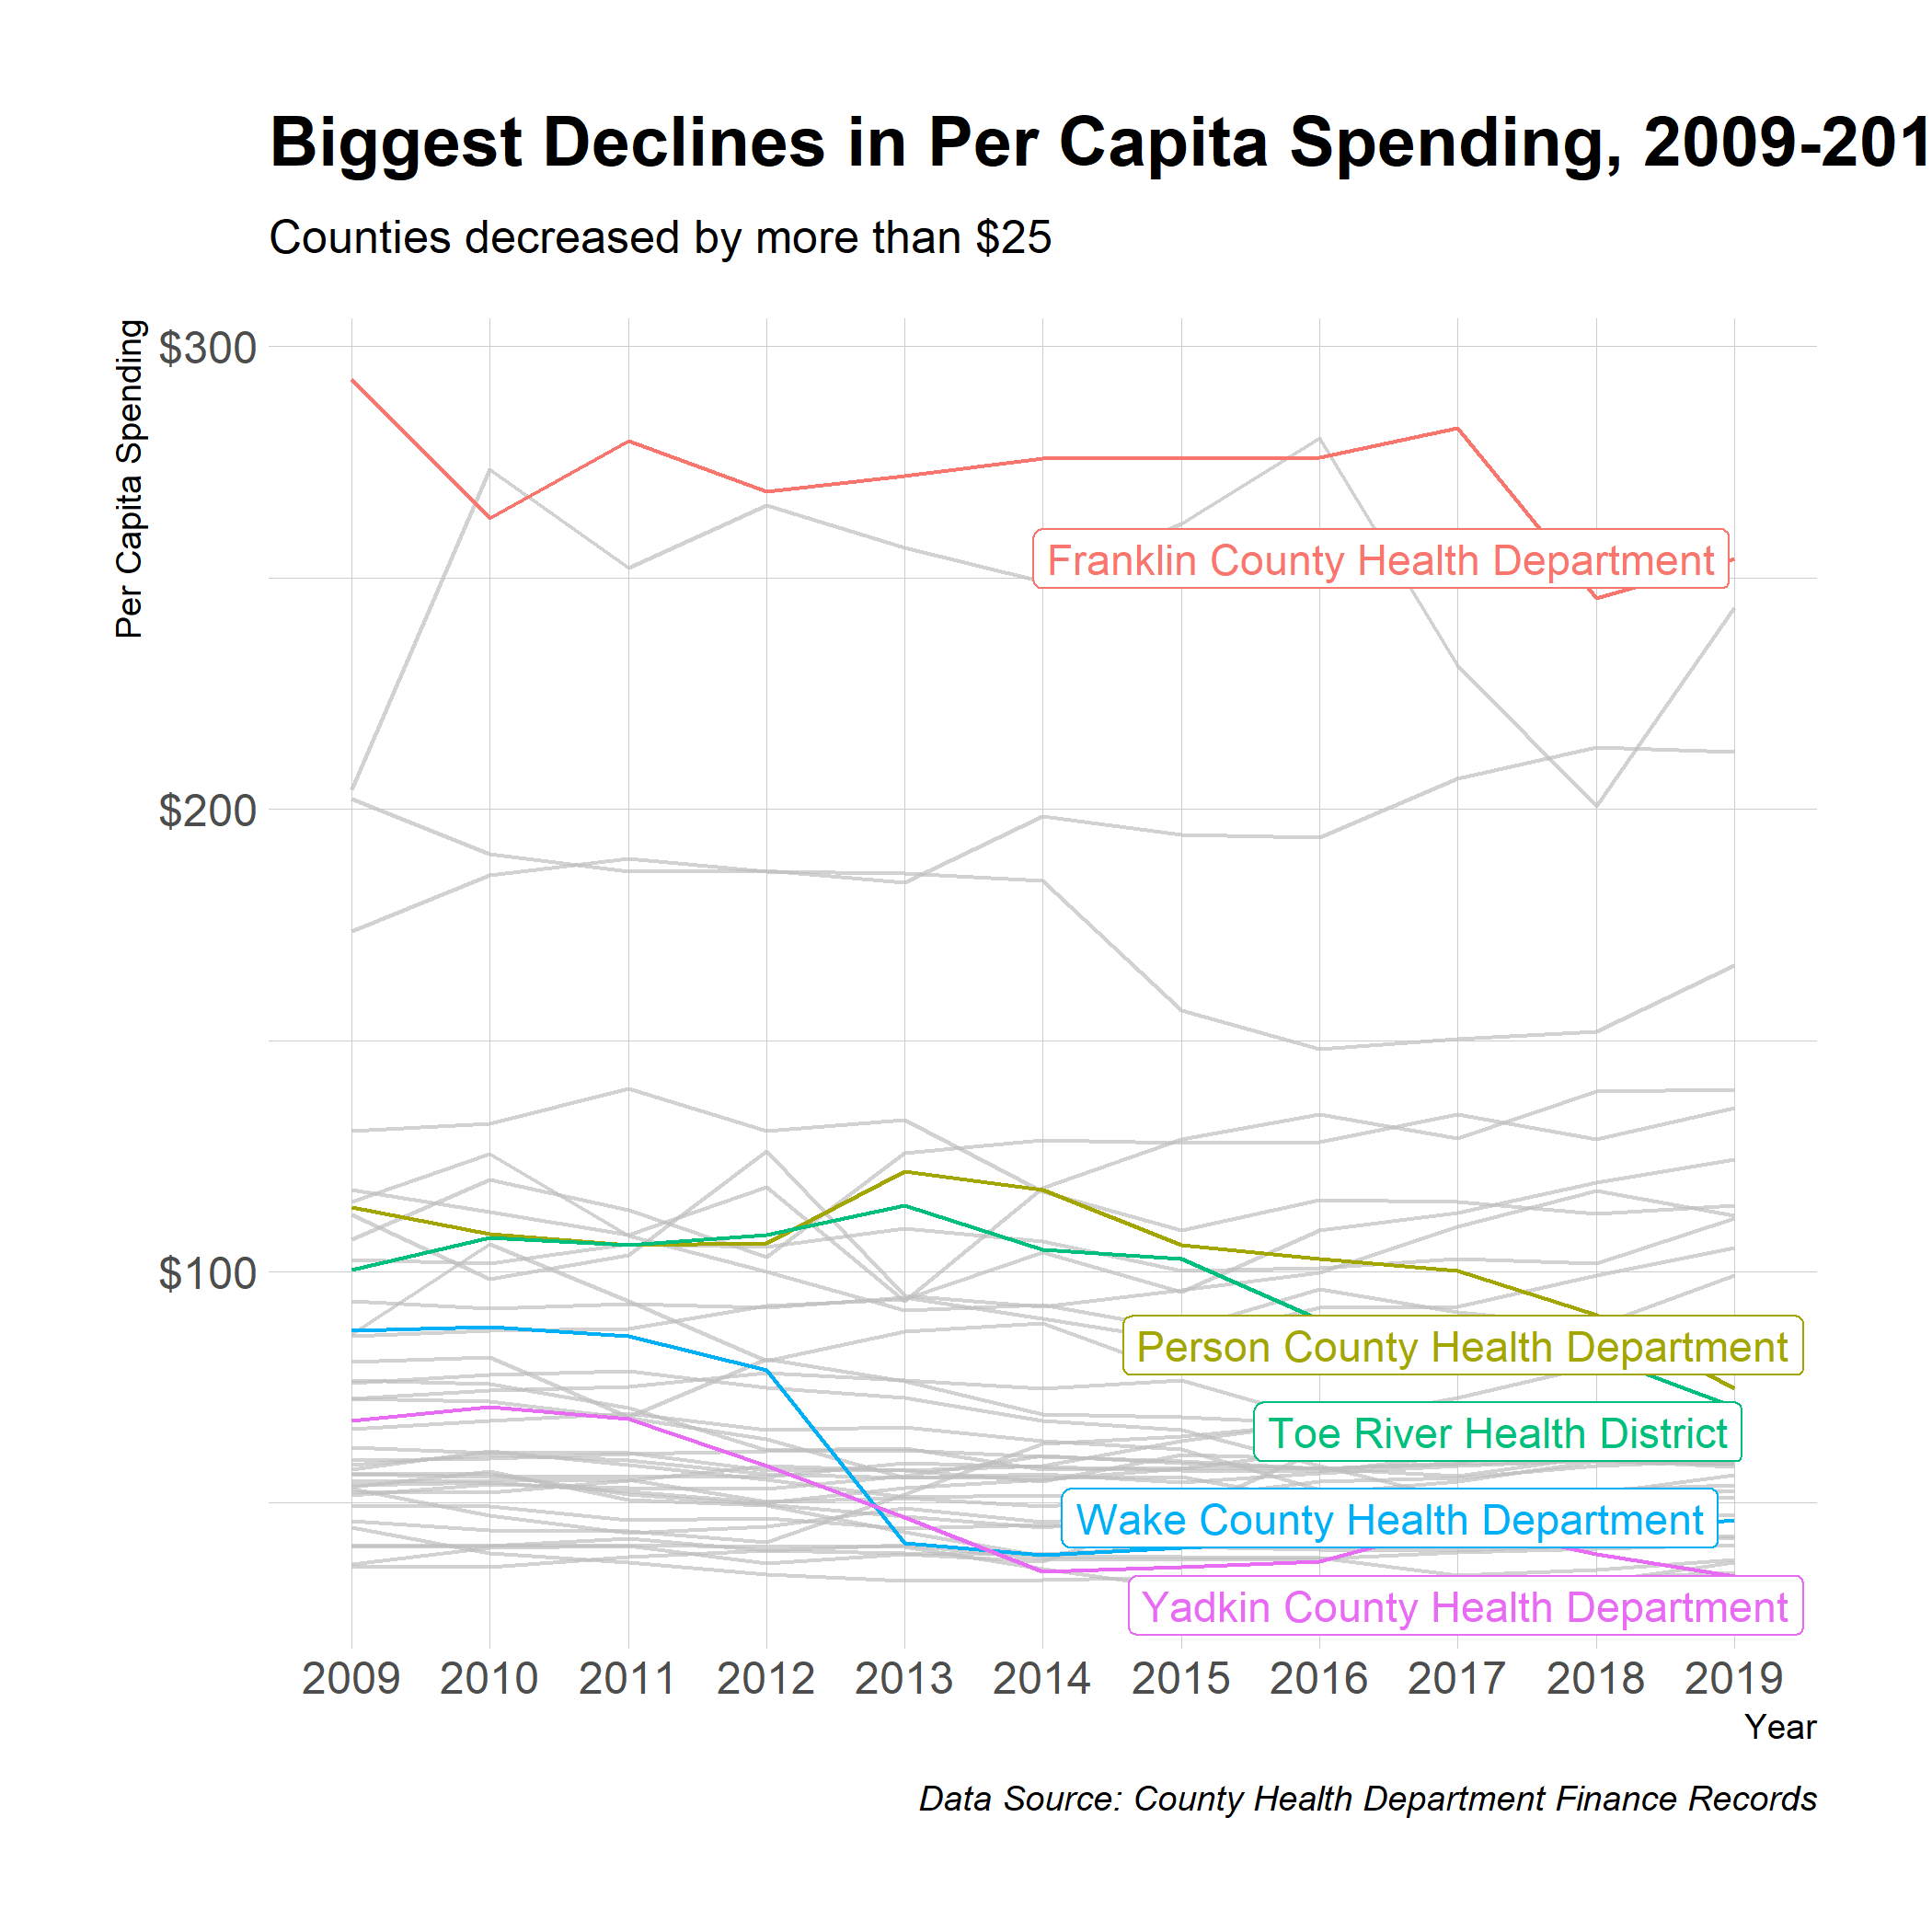 Biggest Declines in Per Capita Spending, 2009-201
Counties decreased by more than $25
Per Capita Spending
$300
$200
$100
Franklin County Health Department
Person County Health Department
Toe River Health District
Wake County Health Department
Yadkin County Health Department
2009 2010 2011 2012 2013 2014 2015 2016 2017 2018 2019
Year
Data Source: County Health Department Finance Records